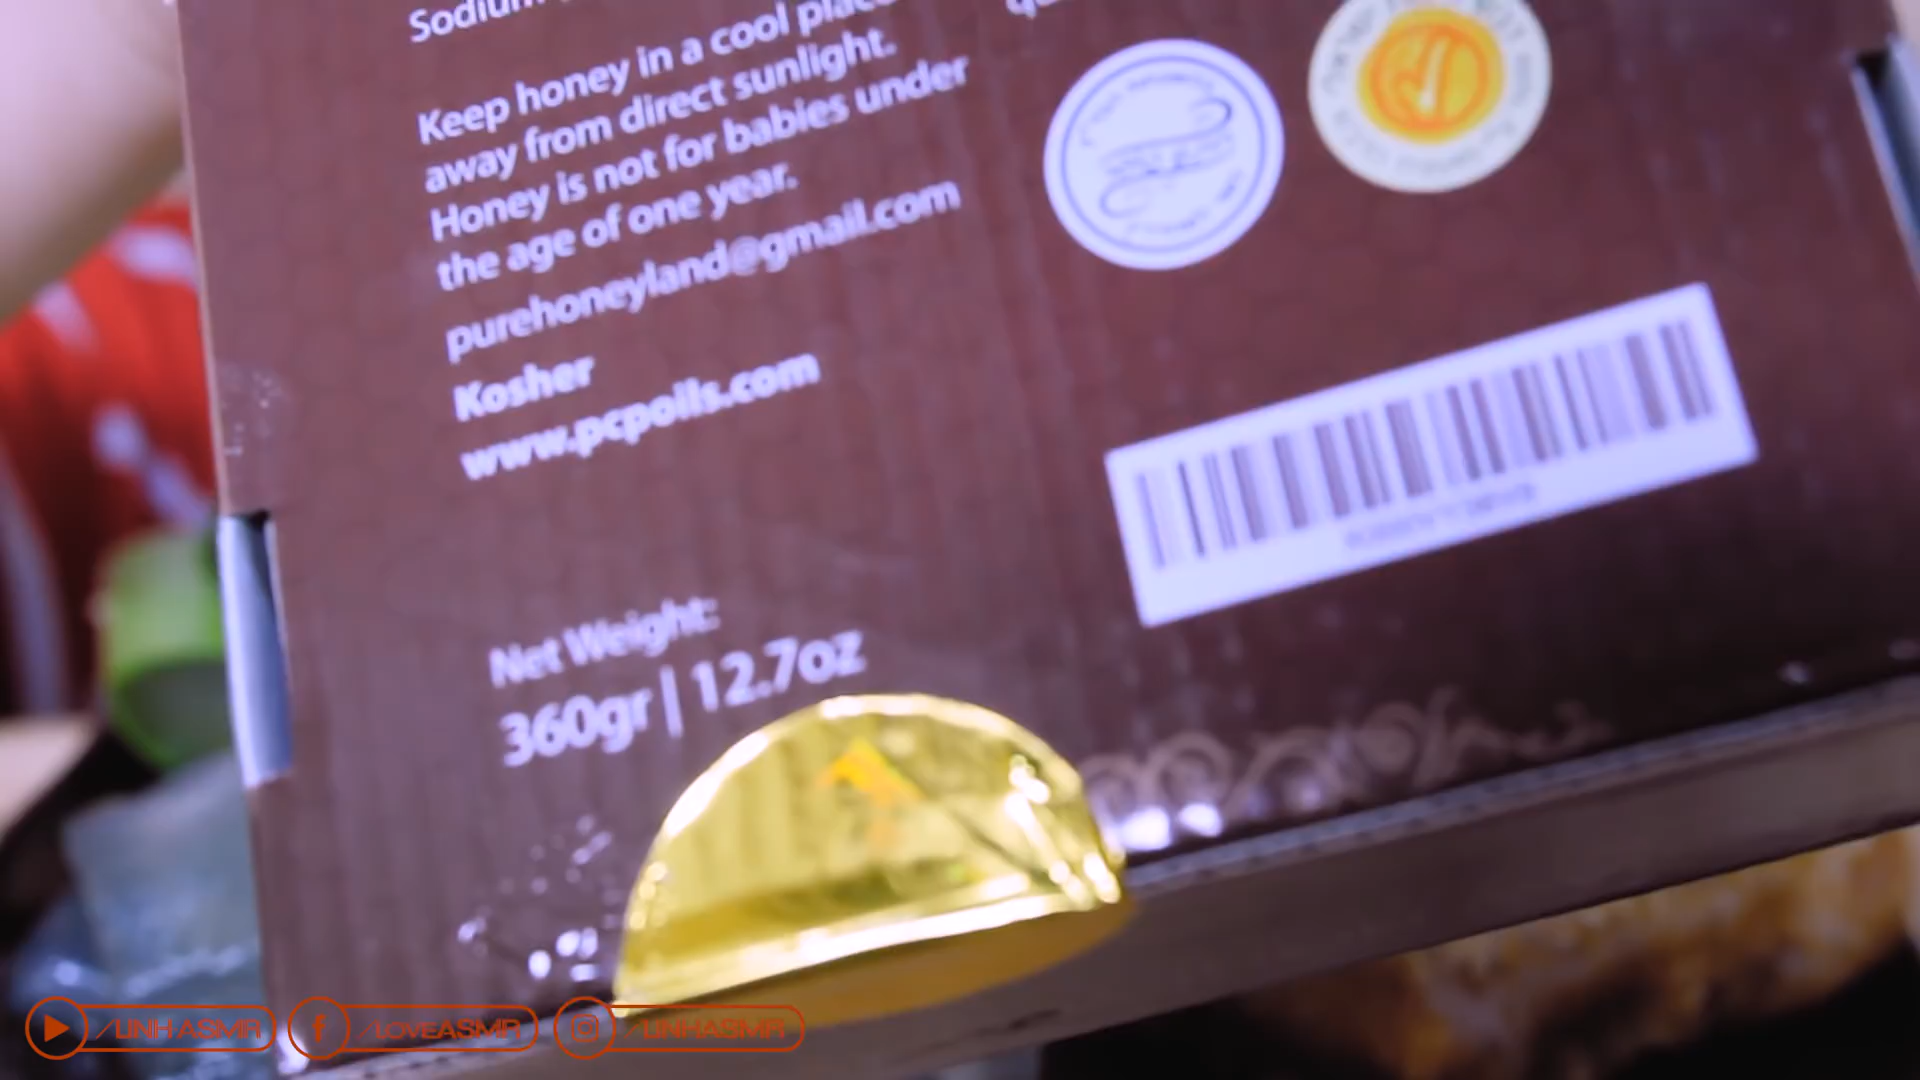 Sodium
Keep honey in a cool place
away from direct sunlight.
Honey is not for babies under
the age of one year.
purehoneyland@gmail.com
Kosher
www.pcpoils.com
Net Weight:
360gr | 12.7oz
/LINH ASMR
/LOVEASMR
/LINHASMR